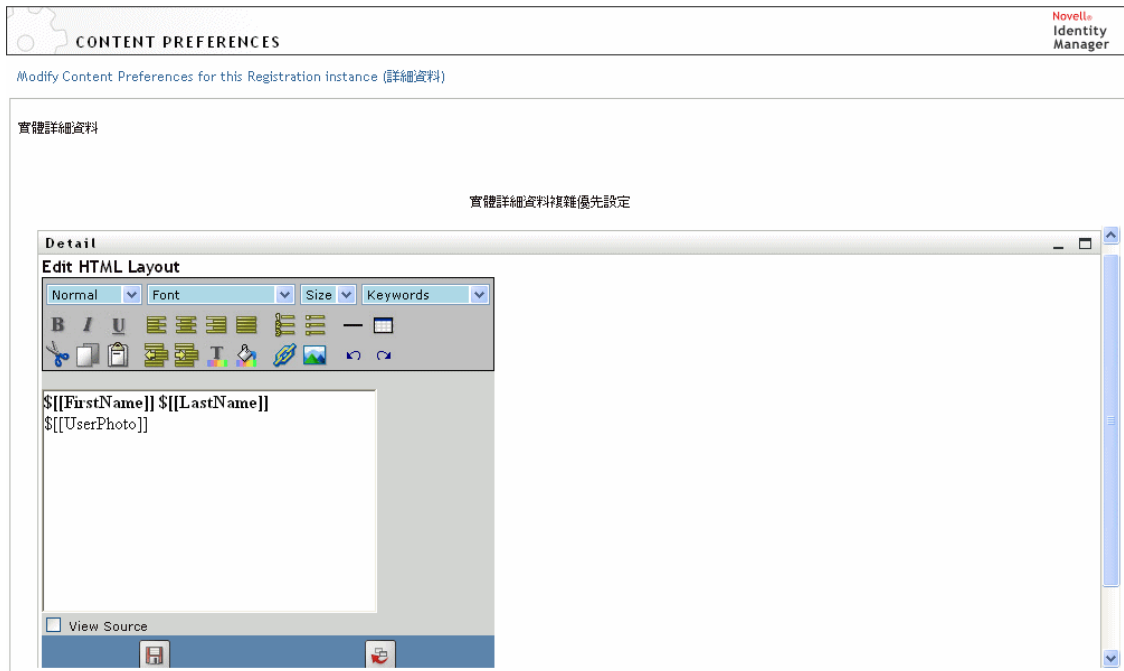 CONTENT PREFERENCES
Novell®
Identity
Manager
Modify Content Preferences for this Registration instance (詳細資料)
實體詳細資料
實體詳細資料複雜優先設定
Detail
Edit HTML Layout
Normal Font Size Keywords
B I U
T
$[[FirstName]] $[[LastName]]
$[[UserPhoto]]
View Source